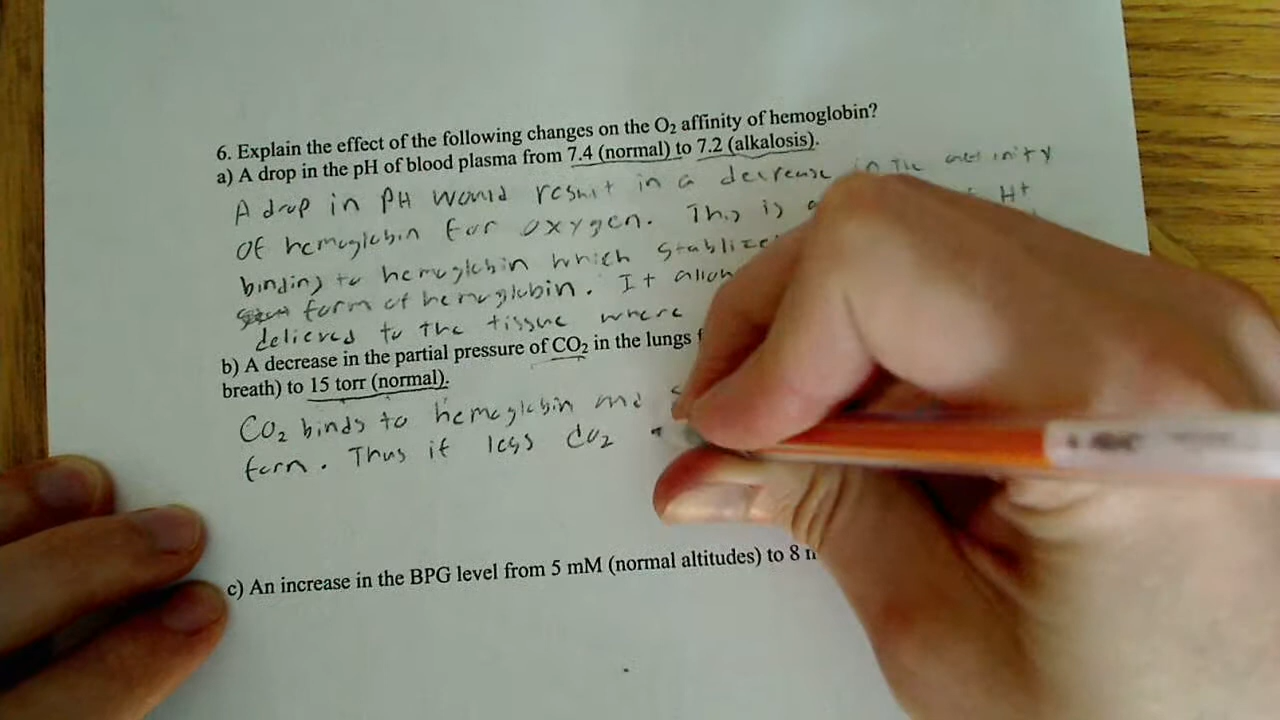 6. Explain the effect of the following changes on the O₂ affinity of hemoglobin?
a) A drop in the pH of blood plasma from 7.4 (normal) to 7.2 (alkalosis).
A drop in PH would result in a decrease in the affinity
of hemoglobin for oxygen. This is H+
binding to hemoglobin which stablize
form of hemoglobin. It allow
delieved to the tissue where
b) A decrease in the partial pressure of CO₂ in the lungs
breath) to 15 torr (normal).
CO₂ binds to hemoglobin and
form. Thus if less CO₂
c) An increase in the BPG level from 5 mM (normal altitudes) to 8
BIC